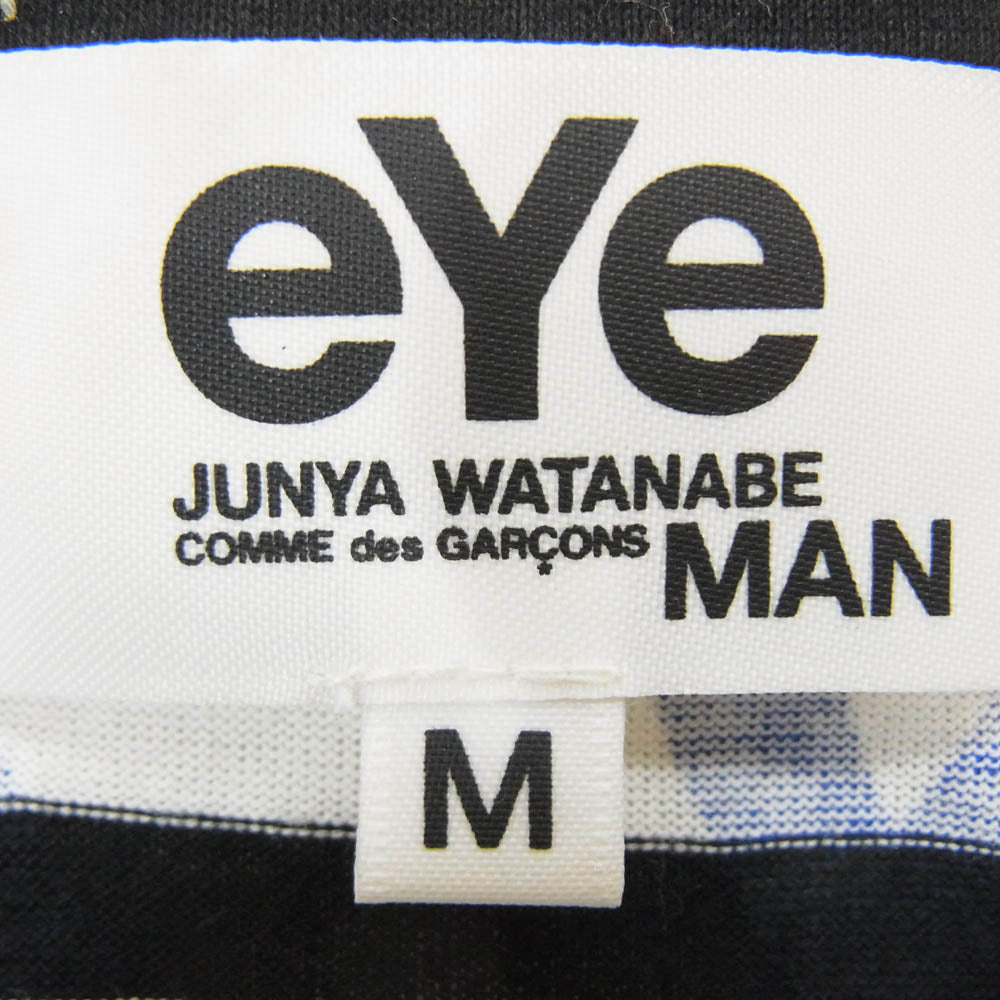 eYe
JUNYA WATANABE
COMME des GARÇONS MAN
M